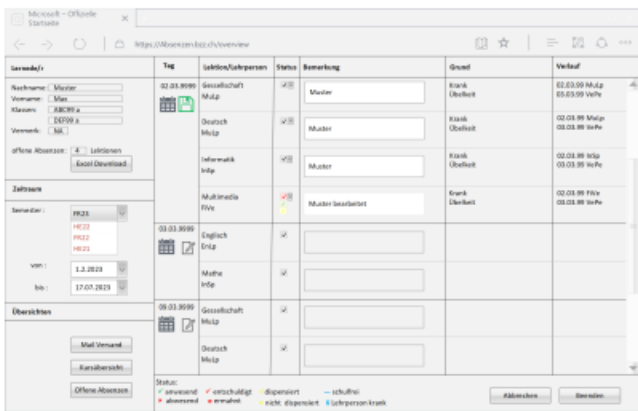 Microsoft – Offizielle
Startseite
https://Absenzen.bzz.ch/overview
Lernende/r
Tag
Lektion/Lehrperson
Status
Bemerkung
Grund
Verlauf
Nachname: Muster
Vorname: Max
Klassen: ABC99 a
DEF09 a
Vermerk: NA
offene Absenzen: 4 Lektionen
Excel Download
Zeitraum
Semester: FR23
HE22
FR22
HE21
von: 1.2.2023
bis: 17.07.2023
Übersichten
Mail Versand
Kursübersicht
Offene Absenzen
02.03.9999 Gesellschaft
MuLp
Muster
Krank
Übelkeit
02.03.99 MuLp
03.03.99 VePe
Deutsch
MuLp
Muster
Krank
Übelkeit
02.03.99 MuLp
03.03.99 VePe
Informatik
InSp
Muster
Krank
Übelkeit
02.03.99 InSp
03.03.99 VePe
Multimedia
FiVe
Muster bearbeitet
Krank
Übelkeit
02.03.99 FiVe
03.03.99 VePe
03.03.9999 Englisch
EnLp
Mathe
InSp
09.03.9999 Gesellschaft
MuLp
Deutsch
MuLp
Status:
anwesend entschuldigt dispensiert schulfrei
abwesend ermahnt nicht dispensiert Lehrperson krank
Abbrechen
Beenden